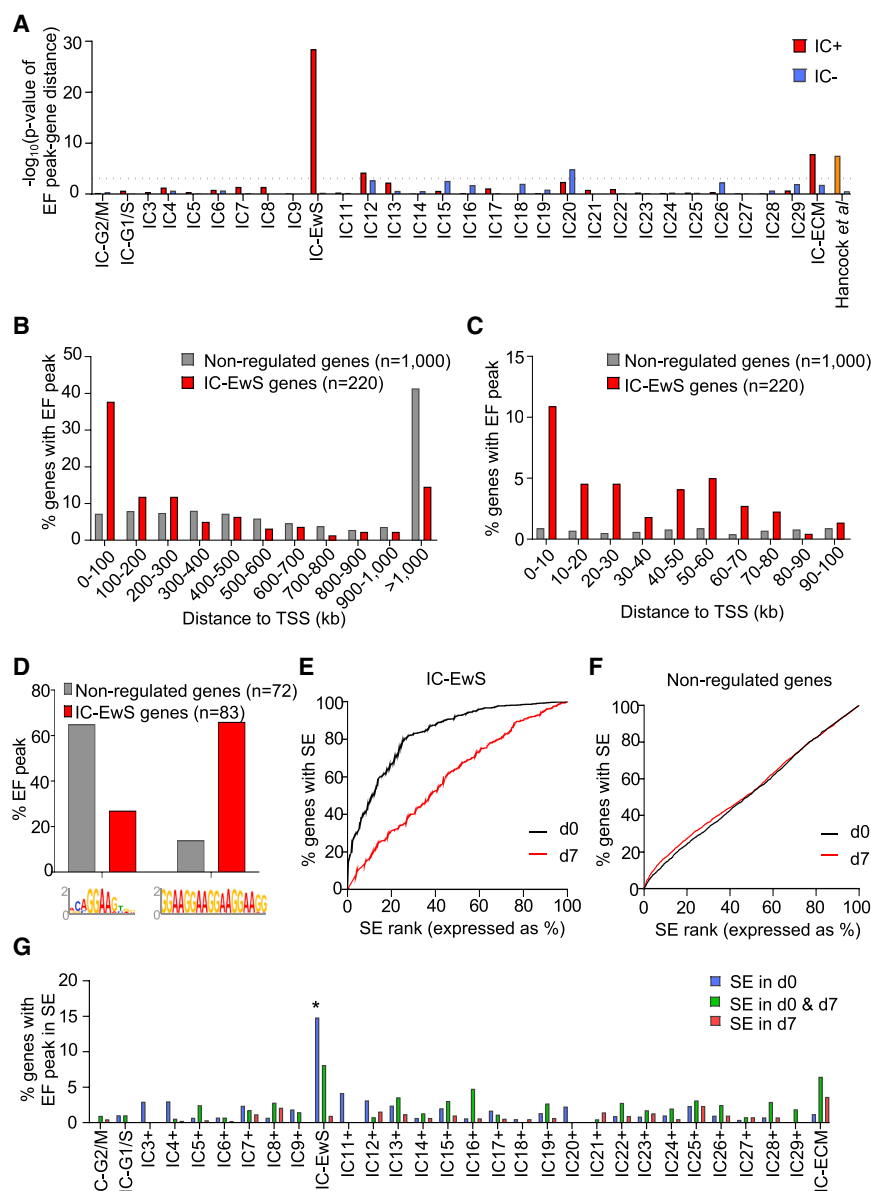 A
-log10(p-value of
EF peak-gene distance)
30
20
10
0
IC+
IC-
IC-G2/M
IC-G1/S
IC3
IC4
IC5
IC6
IC7
IC8
IC9
IC-EwS
IC11
IC12
IC13
IC14
IC15
IC16
IC17
IC18
IC19
IC20
IC21
IC22
IC23
IC24
IC25
IC26
IC27
IC28
IC29
IC-ECM
Hancock et al
B
% genes with EF peak
50
40
30
20
10
0
Non-regulated genes (n=1,000)
IC-EwS genes (n=220)
0-100
100-200
200-300
300-400
400-500
500-600
600-700
700-800
800-900
900-1,000
>1,000
Distance to TSS (kb)
C
% genes with EF peak
15
10
5
0
Non-regulated genes (n=1,000)
IC-EwS genes (n=220)
0-10
10-20
20-30
30-40
40-50
50-60
60-70
70-80
80-90
90-100
Distance to TSS (kb)
D
% EF peak
80
60
40
20
0
Non-regulated genes (n=72)
IC-EwS genes (n=83)
2
0
CAGGAAG
2
0
GGAAGGAAGGAAGGAAGG
E
IC-EwS
% genes with SE
100
80
60
40
20
0
d0
d7
0 20 40 60 80 100
SE rank (expressed as %)
F
Non-regulated genes
% genes with SE
100
80
60
40
20
0
d0
d7
0 20 40 60 80 100
SE rank (expressed as %)
G
% genes with
EF peak in SE
20
15
10
5
0
*
SE in d0
SE in d0 & d7
SE in d7
IC-G2/M
IC-G1/S
IC3+
IC4+
IC5+
IC6+
IC7+
IC8+
IC9+
IC-EwS
IC11+
IC12+
IC13+
IC14+
IC15+
IC16+
IC17+
IC18+
IC19+
IC20+
IC21+
IC22+
IC23+
IC24+
IC25+
IC26+
IC27+
IC28+
IC29+
IC-ECM